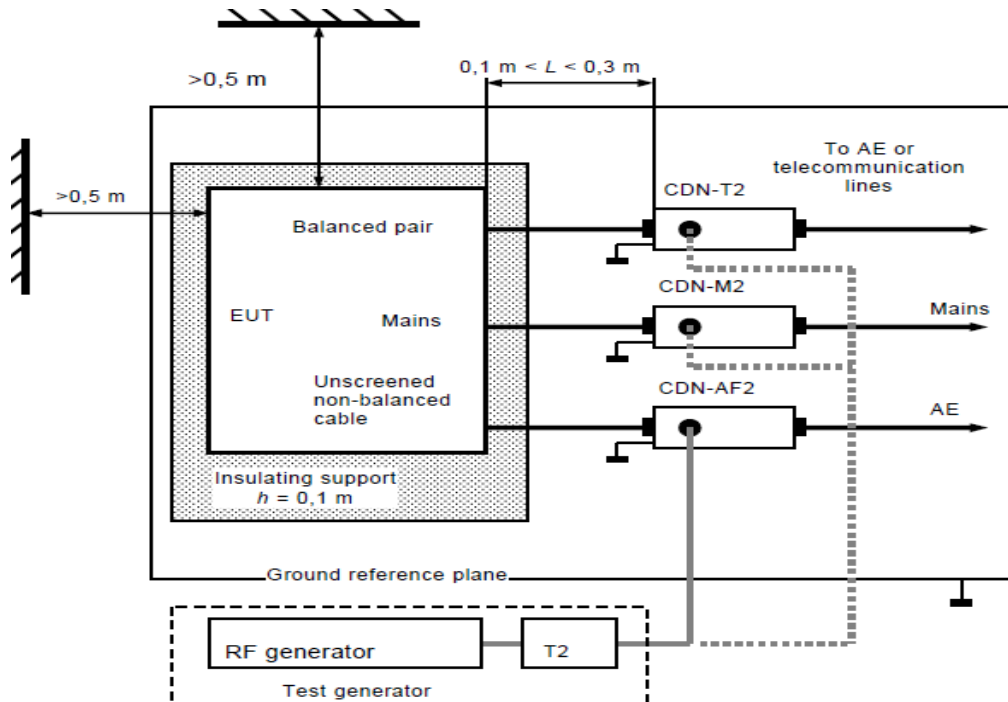 >0,5 m
0,1 m < L < 0,3 m
To AE or
telecommunication
lines
>0,5 m
CDN-T2
Balanced pair
CDN-M2
EUT
Mains
Mains
Unscreened
non-balanced
cable
CDN-AF2
AE
Insulating support
h = 0,1 m
Ground reference plane
RF generator
T2
Test generator